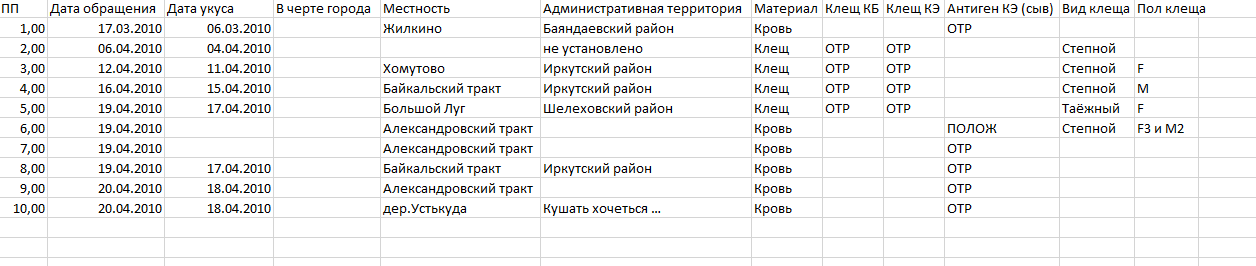 ПП Дата обращения Дата укуса В черте города Местность Административная территория Материал Клещ КБ Клещ КЭ Антиген КЭ (сыв) Вид клеща Пол клеща
1,00 17.03.2010 06.03.2010 Жилкино Баяндаевский район Кровь ОТР
2,00 06.04.2010 04.04.2010 не установлено Клещ ОТР ОТР Степной
3,00 12.04.2010 11.04.2010 Хомутово Иркутский район Клещ ОТР ОТР Степной F
4,00 16.04.2010 15.04.2010 Байкальский тракт Иркутский район Клещ ОТР ОТР Степной М
5,00 19.04.2010 17.04.2010 Большой Луг Шелеховский район Клещ ОТР ОТР Таёжный F
6,00 19.04.2010 Александровский тракт Кровь ПОЛОЖ Степной F3 и М2
7,00 19.04.2010 Александровский тракт Кровь ОТР
8,00 19.04.2010 17.04.2010 Байкальский тракт Иркутский район Кровь ОТР
9,00 20.04.2010 18.04.2010 Александровский тракт Кровь ОТР
10,00 20.04.2010 18.04.2010 дер.Устькуда Кушать хочеться ... Кровь ОТР